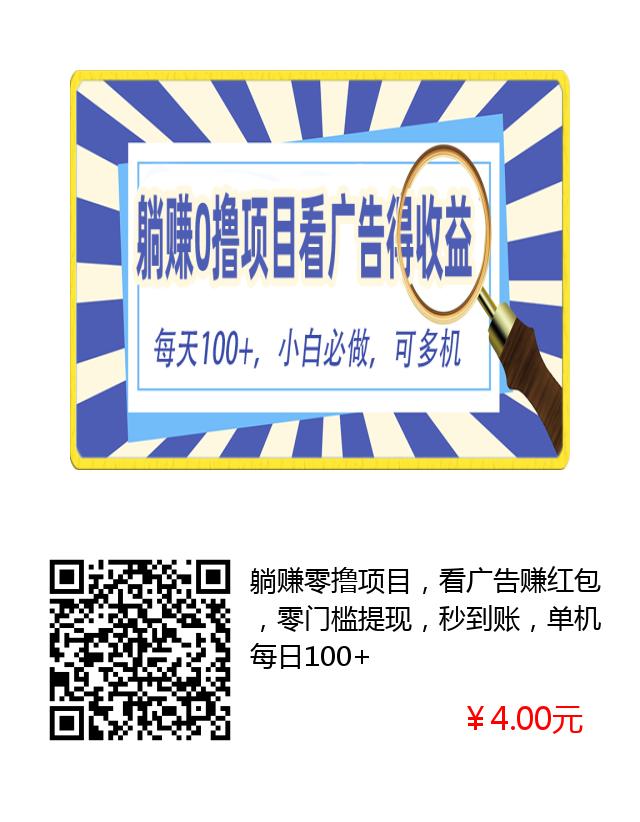 躺赚0撸项目看广告得收益
每天100+，小白必做，可多机
躺赚零撸项目，看广告赚红包
，零门槛提现，秒到账，单机
每日100+
￥4.00元